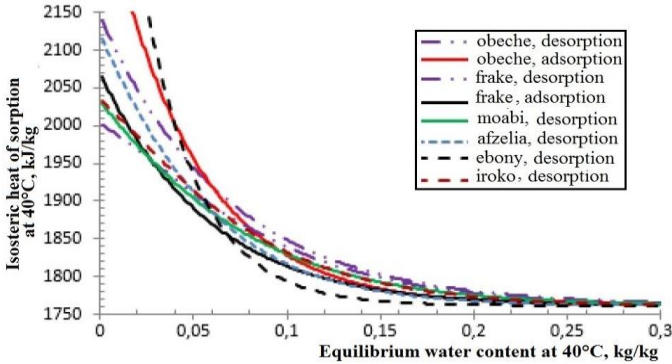 Isosteric heat of sorption
at 40°C, kJ/kg
2150
2100
2050
2000
1950
1900
1850
1800
1750
obeche, desorption
obeche, adsorption
frake, desorption
frake, adsorption
moabi, desorption
afzelia, desorption
ebony, desorption
iroko, desorption
0
0,05
0,1
0,15
0,2
0,25
0,3
Equilibrium water content at 40°C, kg/kg